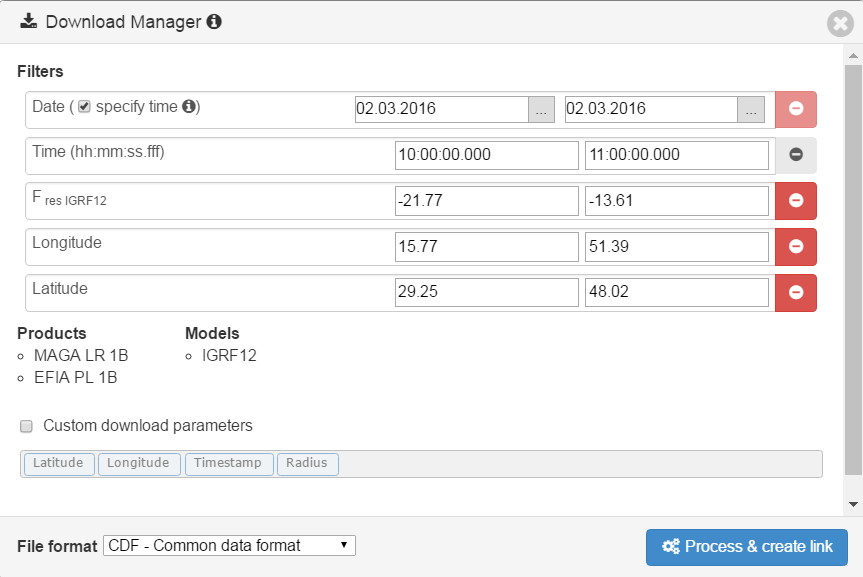 Download Manager
Filters
Date ( specify time ) 02.03.2016 ... 02.03.2016 ...
Time (hh:mm:ss.fff) 10:00:00.000 11:00:00.000
F res IGRF12 -21.77 -13.61
Longitude 15.77 51.39
Latitude 29.25 48.02
Products Models
MAGA LR 1B IGRF12
EFIA PL 1B
Custom download parameters
Latitude Longitude Timestamp Radius
File format CDF - Common data format Process & create link